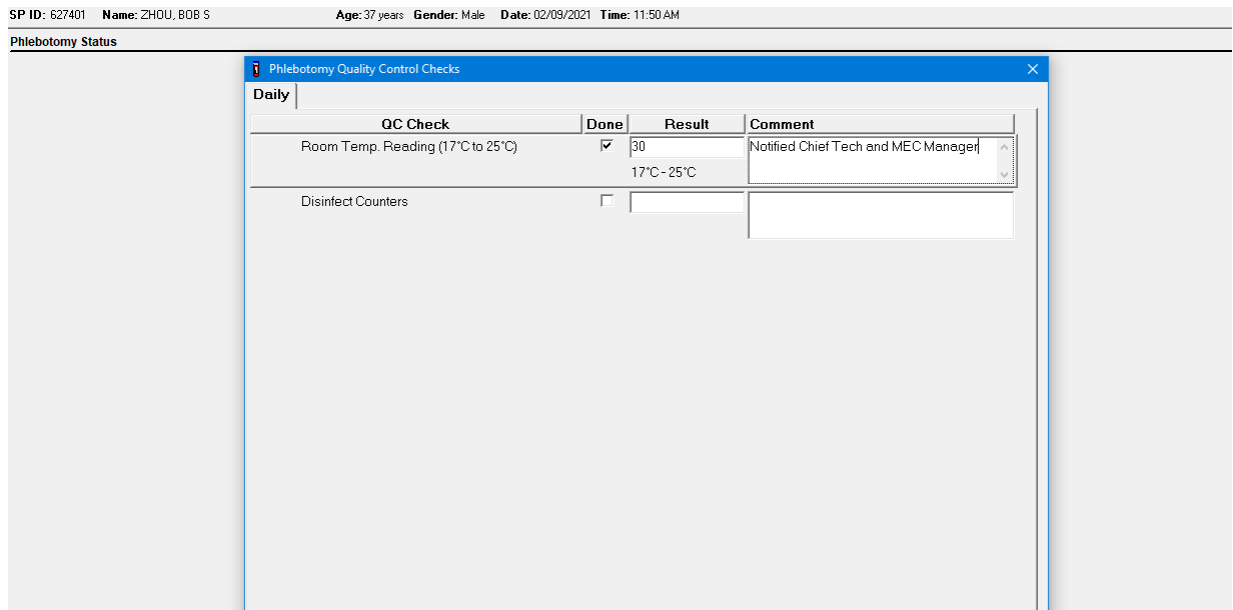 SP ID: 627401 Name: ZHOU, BOB S Age: 37 years Gender: Male Date: 02/09/2021 Time: 11:50 AM
Phlebotomy Status
Phlebotomy Quality Control Checks
Daily
QC Check Done Result Comment
Room Temp. Reading (17°C to 25°C) 30 Notified Chief Tech and MEC Manager
17°C - 25°C
Disinfect Counters